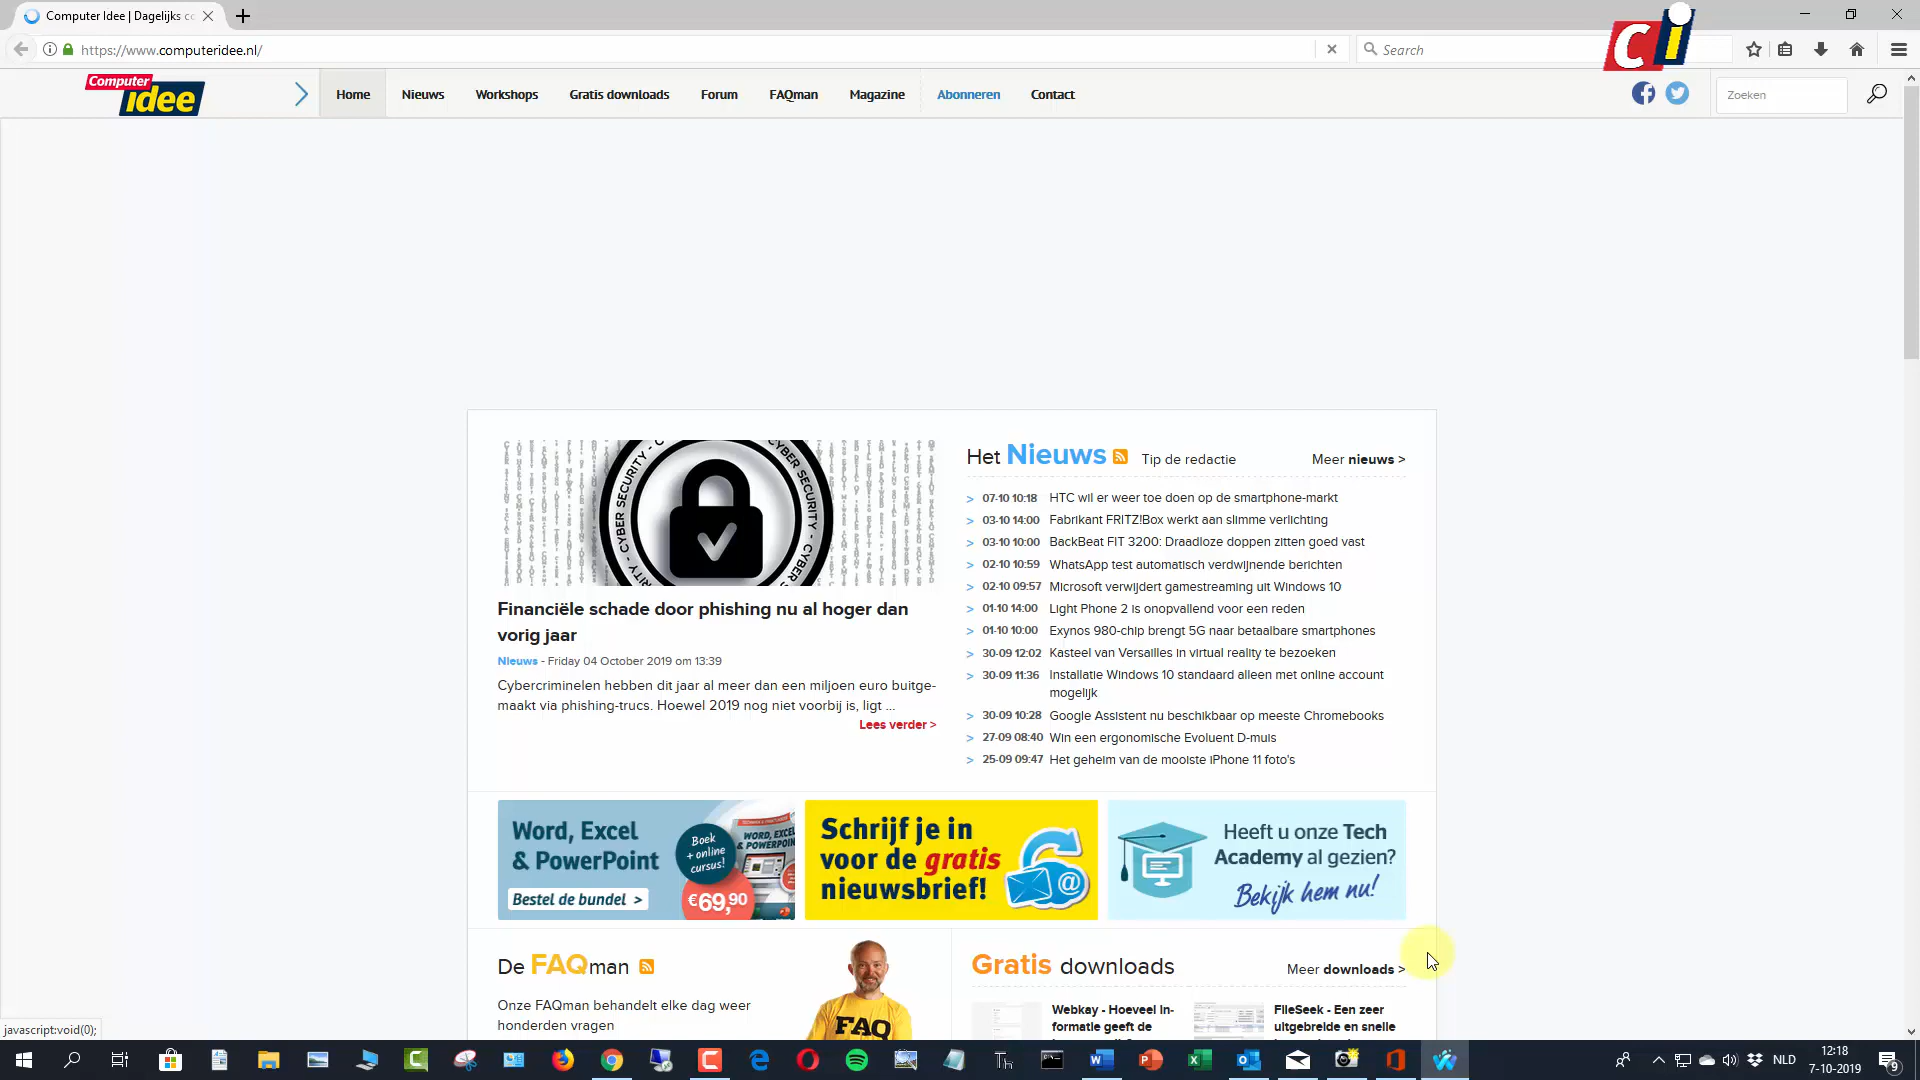 Computer Idee | Dagelijks co
https://www.computeridee.nl/
Search
Ci
Computer
idee
Home
Nieuws
Workshops
Gratis downloads
Forum
FAQman
Magazine
Abonneren
Contact
Zoeken
CYBER SECURITY - CYBER SECURITY - CYBER SECURITY
Financiële schade door phishing nu al hoger dan
vorig jaar
Nieuws - Friday 04 October 2019 om 13:39
Cybercriminelen hebben dit jaar al meer dan een miljoen euro buitge-
maakt via phishing-trucs. Hoewel 2019 nog niet voorbij is, ligt ...
Lees verder >
Het Nieuws Tip de redactie Meer nieuws >
> 07-10 10:18 HTC wil er weer toe doen op de smartphone-markt
> 03-10 14:00 Fabrikant FRITZ!Box werkt aan slimme verlichting
> 03-10 10:00 BackBeat FIT 3200: Draadloze doppen zitten goed vast
> 02-10 10:59 WhatsApp test automatisch verdwijnende berichten
> 02-10 09:57 Microsoft verwijdert gamestreaming uit Windows 10
> 01-10 14:00 Light Phone 2 is onopvallend voor een reden
> 01-10 10:00 Exynos 980-chip brengt 5G naar betaalbare smartphones
> 30-09 12:02 Kasteel van Versailles in virtual reality te bezoeken
> 30-09 11:36 Installatie Windows 10 standaard alleen met online account
mogelijk
> 30-09 10:28 Google Assistent nu beschikbaar op meeste Chromebooks
> 27-09 08:40 Win een ergonomische Evoluent D-muis
> 25-09 09:47 Het geheim van de mooiste iPhone 11 foto's
Word, Excel
& PowerPoint
Bestel de bundel >
Boek
+ online
cursus!
€69,90
WORD, EXCEL
& POWERPOINT
Schrijf je in
voor de gratis
nieuwsbrief!
Heeft u onze Tech
Academy al gezien?
Bekijk hem nu!
De FAQman
Onze FAQman behandelt elke dag weer
honderden vragen
FAQ
Gratis downloads Meer downloads >
Webkay - Hoeveel in-
formatie geeft de
FileSeek - Een zeer
uitgebreide en snelle
javascript:void(0);
NLD
12:18
7-10-2019
9